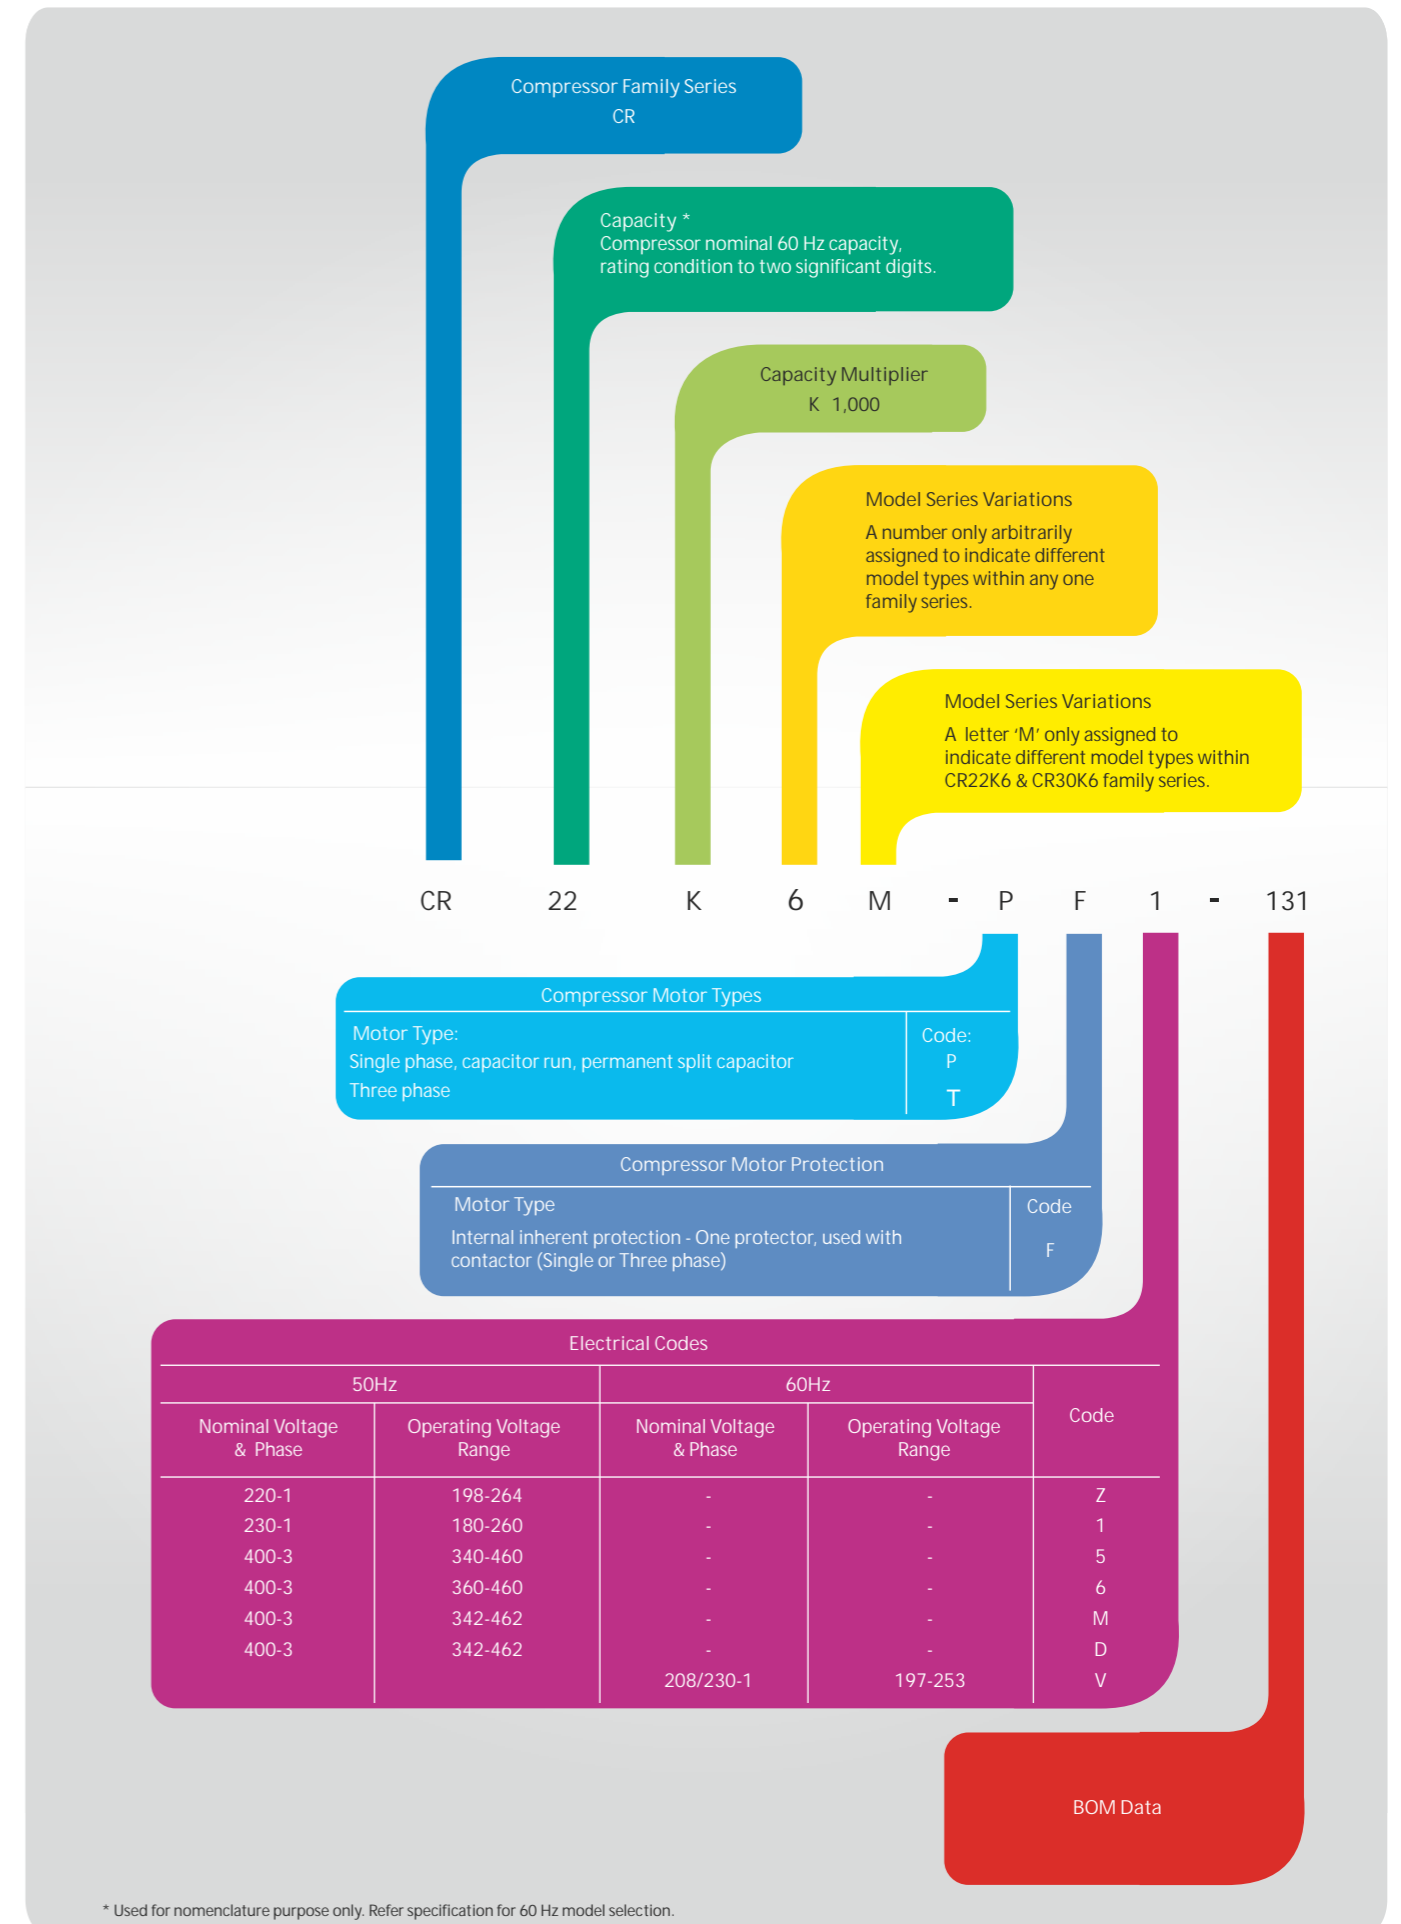 Compressor Family Series
CR
Capacity *
Compressor nominal 60 Hz capacity,
rating condition to two significant digits.
Capacity Multiplier
K 1,000
Model Series Variations
A number only arbitrarily
assigned to indicate different
model types within any one
family series.
Model Series Variations
A letter ‘M’ only assigned to
indicate different model types within
CR22K6 & CR30K6 family series.
CR 22 K 6 M - P F 1 - 131
Compressor Motor Types
Motor Type: Code:
Single phase, capacitor run, permanent split capacitor P
Three phase T
Compressor Motor Protection
Motor Type Code
Internal inherent protection - One protector, used with
contactor (Single or Three phase) F
Electrical Codes
50Hz 60Hz Code
Nominal Voltage Operating Voltage Nominal Voltage Operating Voltage
& Phase Range & Phase Range
220-1 198-264 - - Z
230-1 180-260 - - 1
400-3 340-460 - - 5
400-3 360-460 - - 6
400-3 342-462 - - M
400-3 342-462 - - D
208/230-1 197-253 V
BOM Data
* Used for nomenclature purpose only. Refer specification for 60 Hz model selection.